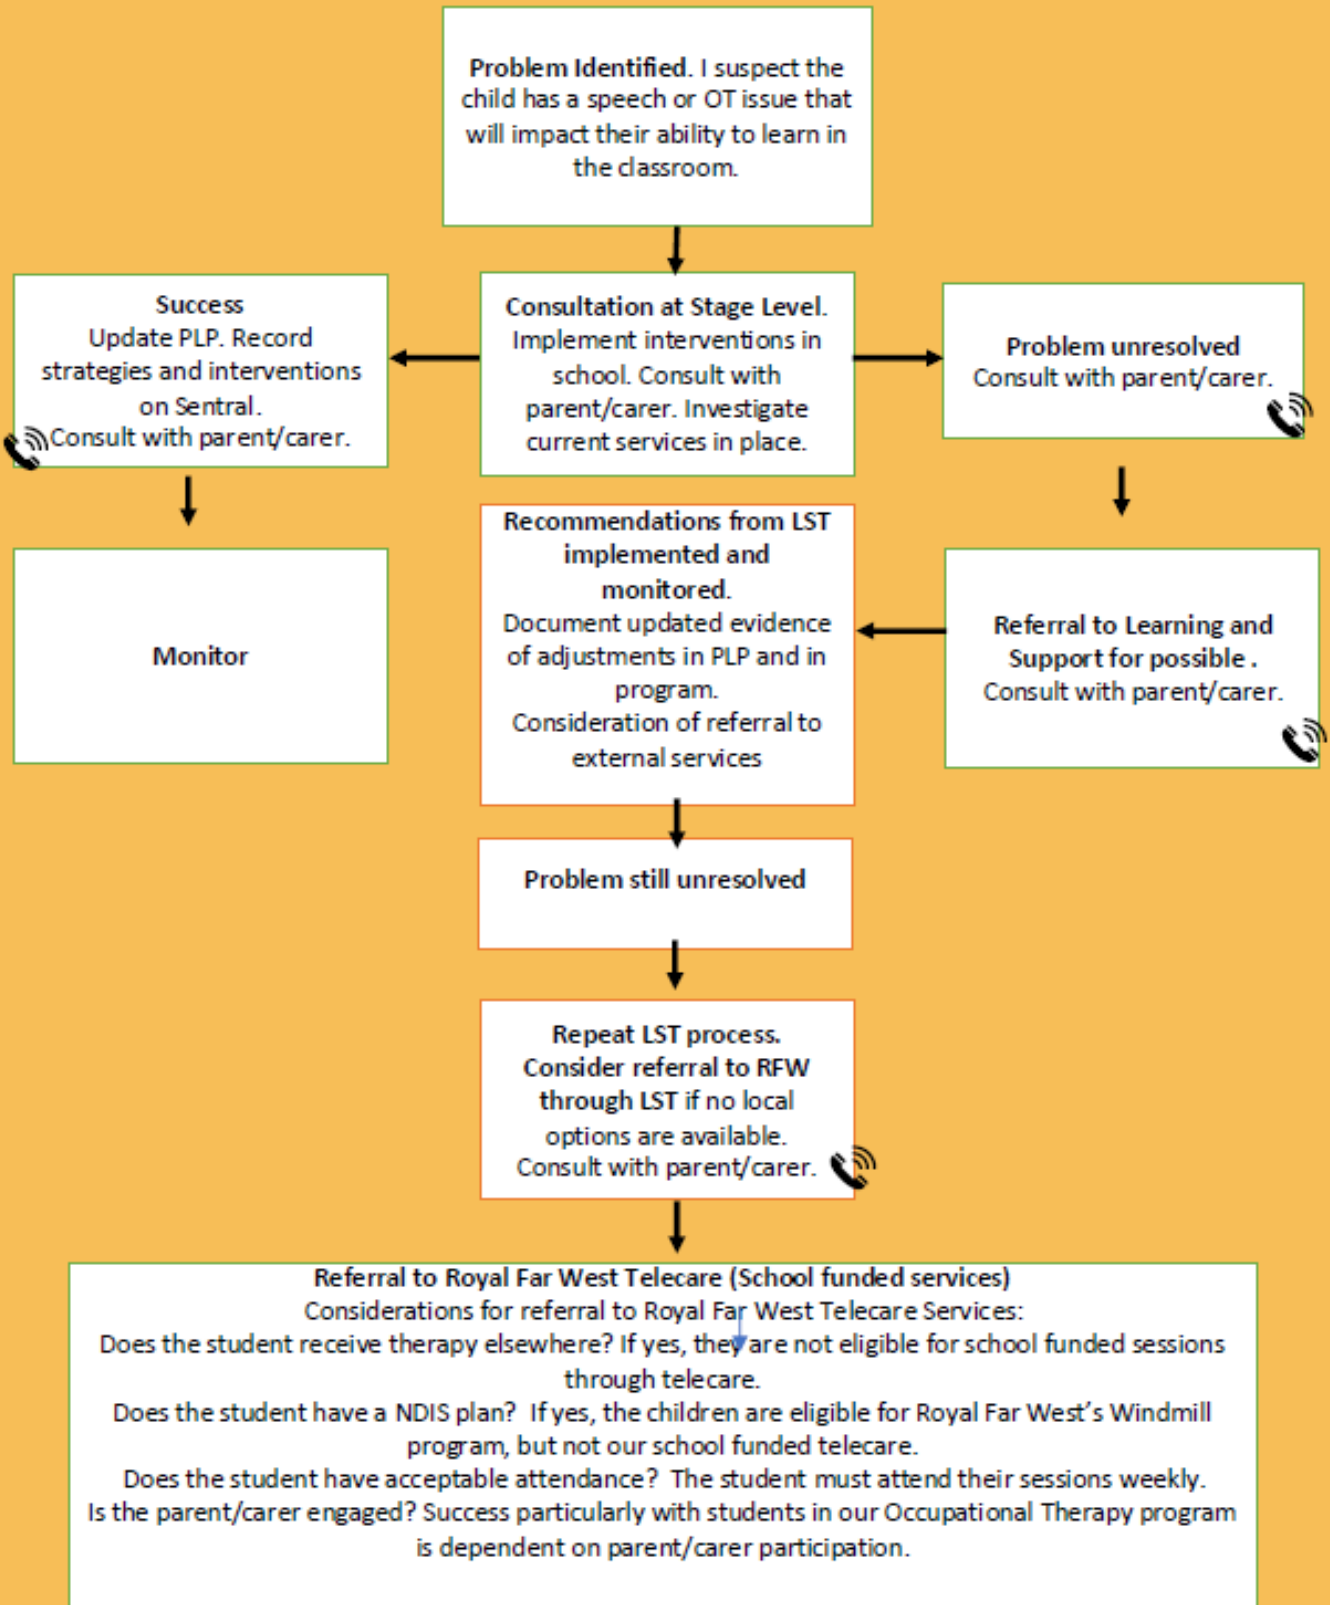 Problem Identified. I suspect the
child has a speech or OT issue that
will impact their ability to learn in
the classroom.
Success
Update PLP. Record
strategies and interventions
on Sentral.
Consult with parent/carer.
Consultation at Stage Level.
Implement interventions in
school. Consult with
parent/carer. Investigate
current services in place.
Problem unresolved
Consult with parent/carer.
Monitor
Recommendations from LST
implemented and
monitored.
Document updated evidence
of adjustments in PLP and in
program.
Consideration of referral to
external services
Referral to Learning and
Support for possible .
Consult with parent/carer.
Problem still unresolved
Repeat LST process.
Consider referral to RFW
through LST if no local
options are available.
Consult with parent/carer.
Referral to Royal Far West Telecare (School funded services)
Considerations for referral to Royal Far West Telecare Services:
Does the student receive therapy elsewhere? If yes, they are not eligible for school funded sessions
through telecare.
Does the student have a NDIS plan?  If yes, the children are eligible for Royal Far West's Windmill
program, but not our school funded telecare.
Does the student have acceptable attendance?  The student must attend their sessions weekly.
Is the parent/carer engaged? Success particularly with students in our Occupational Therapy program
is dependent on parent/carer participation.